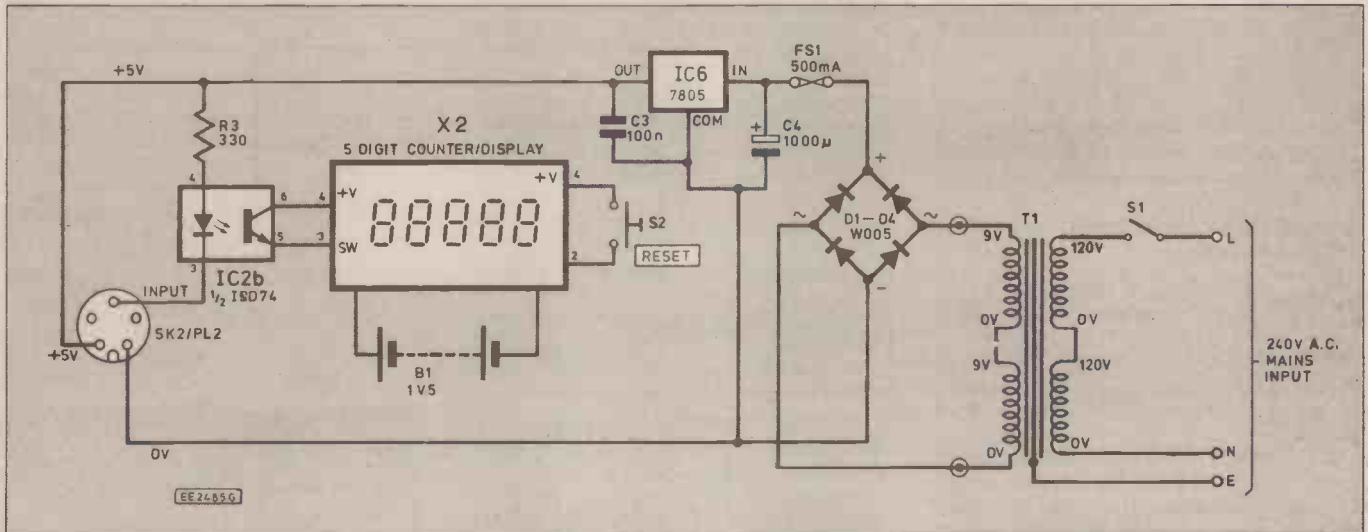 +5V
R3
330
4
6
5
3
IC2b
½ ISD74
INPUT
SK2/PL2
+5V
0V
X2
5 DIGIT COUNTER/DISPLAY
+V
4
3
SW
88888
+V
4
2
S2
RESET
B1
1V5
OUT
IC6
7805
IN
COM
C3
100n
+
C4
1000μ
FS1
500mA
+
~
~
D1–D4
W005
-
T1
9V
0V
9V
0V
120V
0V
120V
0V
S1
L
N
E
240V A.C.
MAINS
INPUT
EE2485G